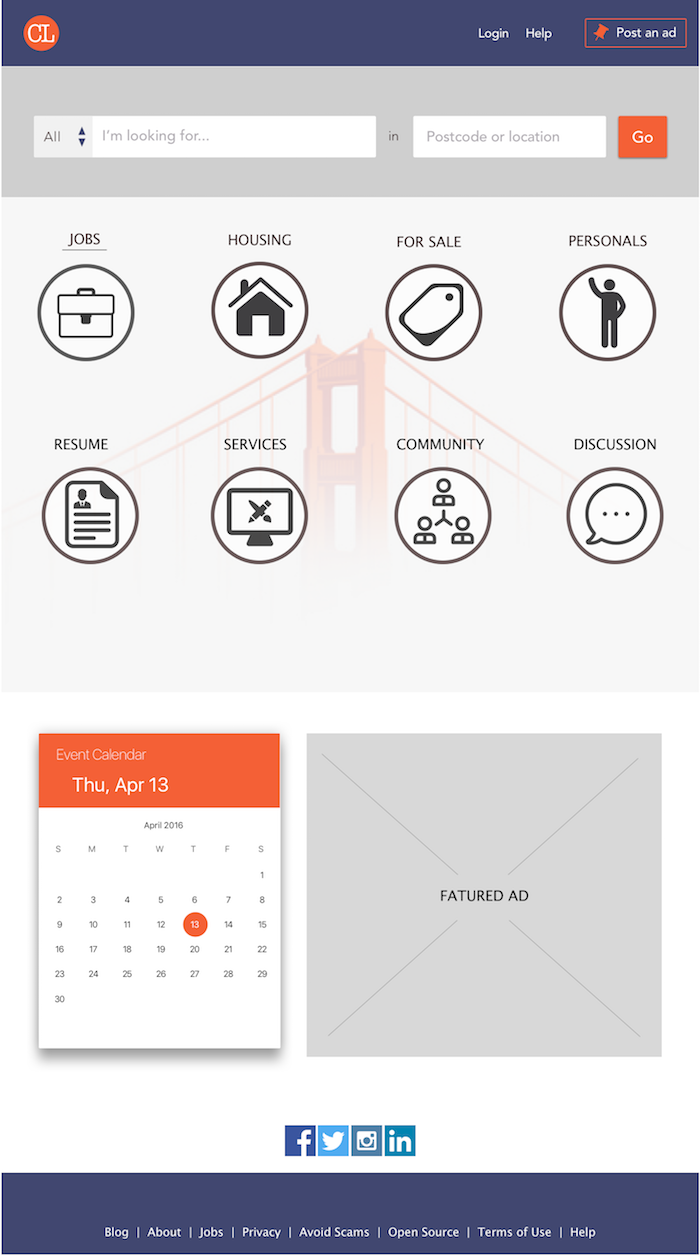 CL
Login Help Post an ad
All I'm looking for... in Postcode or location Go
JOBS HOUSING FOR SALE PERSONALS
RESUME SERVICES COMMUNITY DISCUSSION
Event Calendar
Thu, Apr 13
April 2016
S M T W T F S
1
2 3 4 5 6 7 8
9 10 11 12 13 14 15
16 17 18 19 20 21 22
23 24 25 26 27 28 29
30
FATURED AD
f in
Blog | About | Jobs | Privacy | Avoid Scams | Open Source | Terms of Use | Help